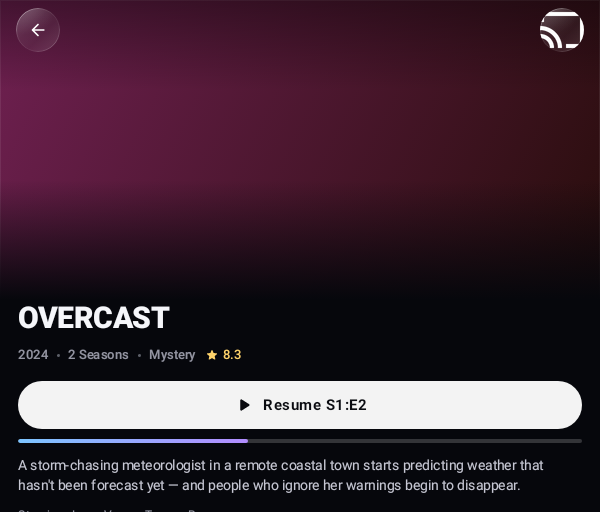 OVERCAST
2024 • 2 Seasons • Mystery ★ 8.3
Resume S1:E2
A storm-chasing meteorologist in a remote coastal town starts predicting weather that
hasn't been forecast yet — and people who ignore her warnings begin to disappear.